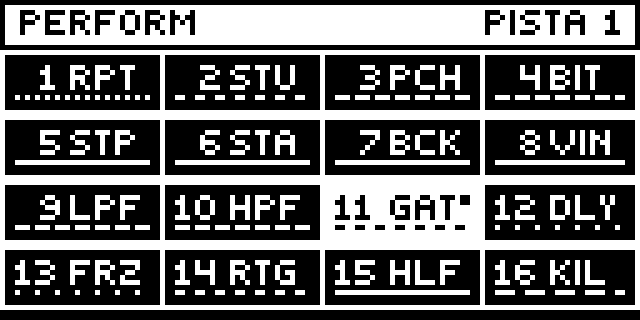 PERFORM PISTA 1
1 RPT 2 STU 3 PCH 4 BIT
5 STP 6 STA 7 BCK 8 VIN
9 LPF 10 HPF 11 GAT 12 DLY
13 FRZ 14 RTG 15 HLF 16 KIL